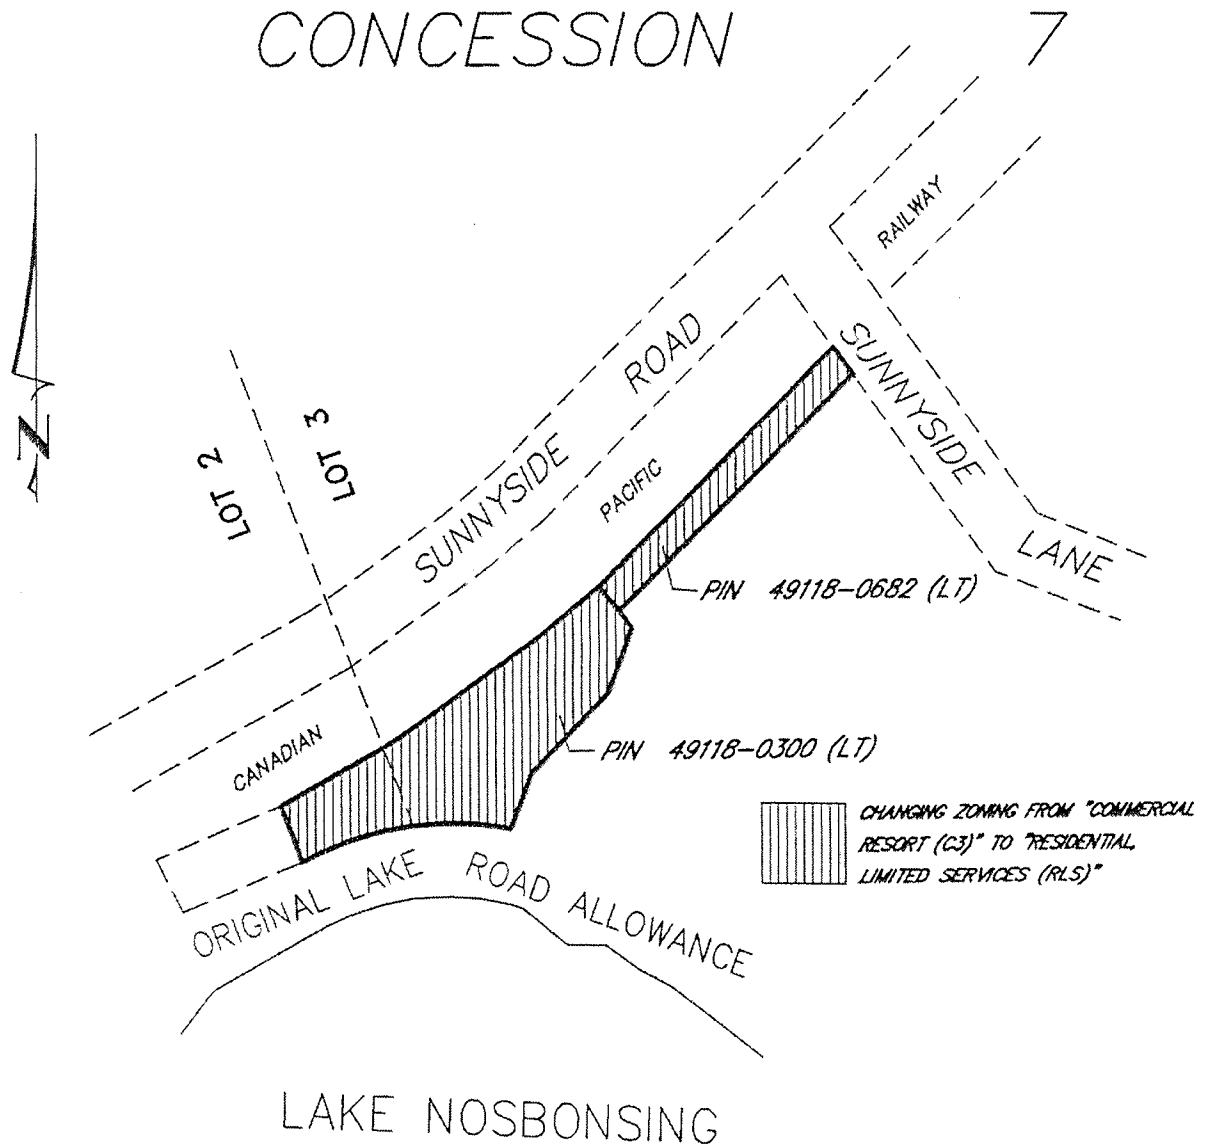 CONCESSION 7
RAILWAY
SUNNYSIDE ROAD
SUNNYSIDE LANE
LOT 2
LOT 3
N
PACIFIC
PIN 49118-0682 (LT)
CANADIAN
PIN 49118-0300 (LT)
CHANGING ZONING FROM "COMMERCIAL
RESORT (C3)" TO "RESIDENTIAL,
LIMITED SERVICES (RLS)"
ORIGINAL LAKE ROAD ALLOWANCE
LAKE NOSBONSING